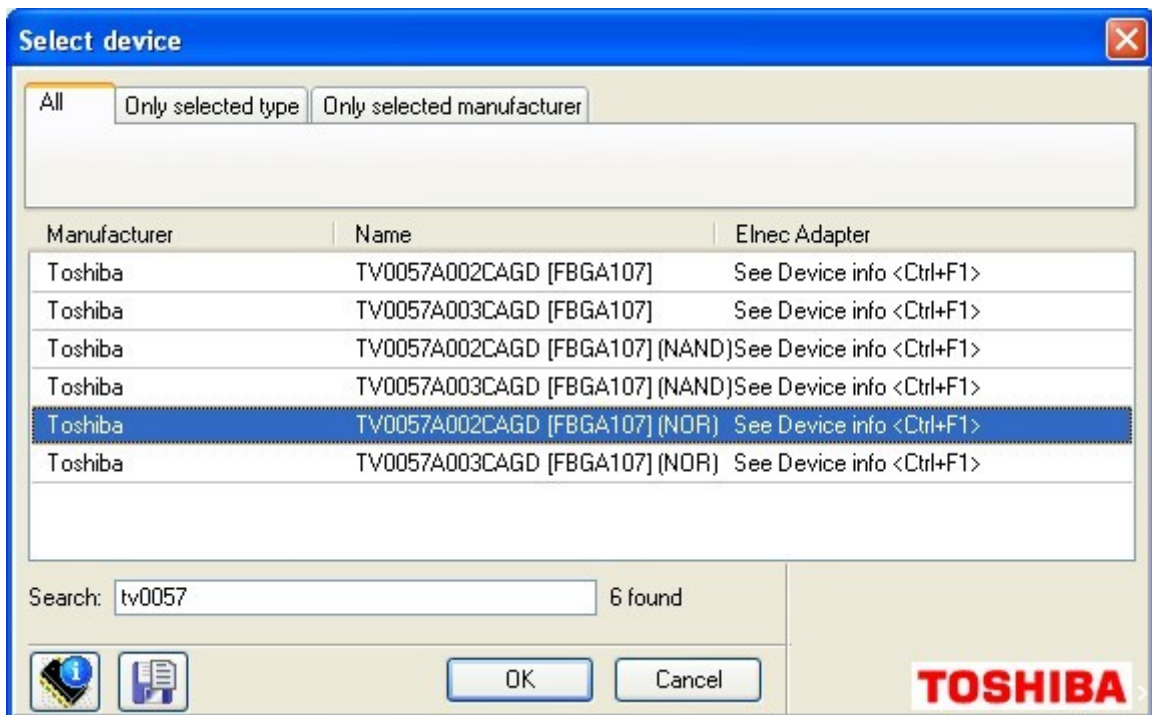 Select device
All Only selected type Only selected manufacturer
Manufacturer Name Elnec Adapter
Toshiba TV0057A002CAGD [FBGA107] See Device info <Ctrl+F1>
Toshiba TV0057A003CAGD [FBGA107] See Device info <Ctrl+F1>
Toshiba TV0057A002CAGD [FBGA107] (NAND) See Device info <Ctrl+F1>
Toshiba TV0057A003CAGD [FBGA107] (NAND) See Device info <Ctrl+F1>
Toshiba TV0057A002CAGD [FBGA107] (NOR) See Device info <Ctrl+F1>
Toshiba TV0057A003CAGD [FBGA107] (NOR) See Device info <Ctrl+F1>
Search: tv0057 6 found
OK Cancel TOSHIBA